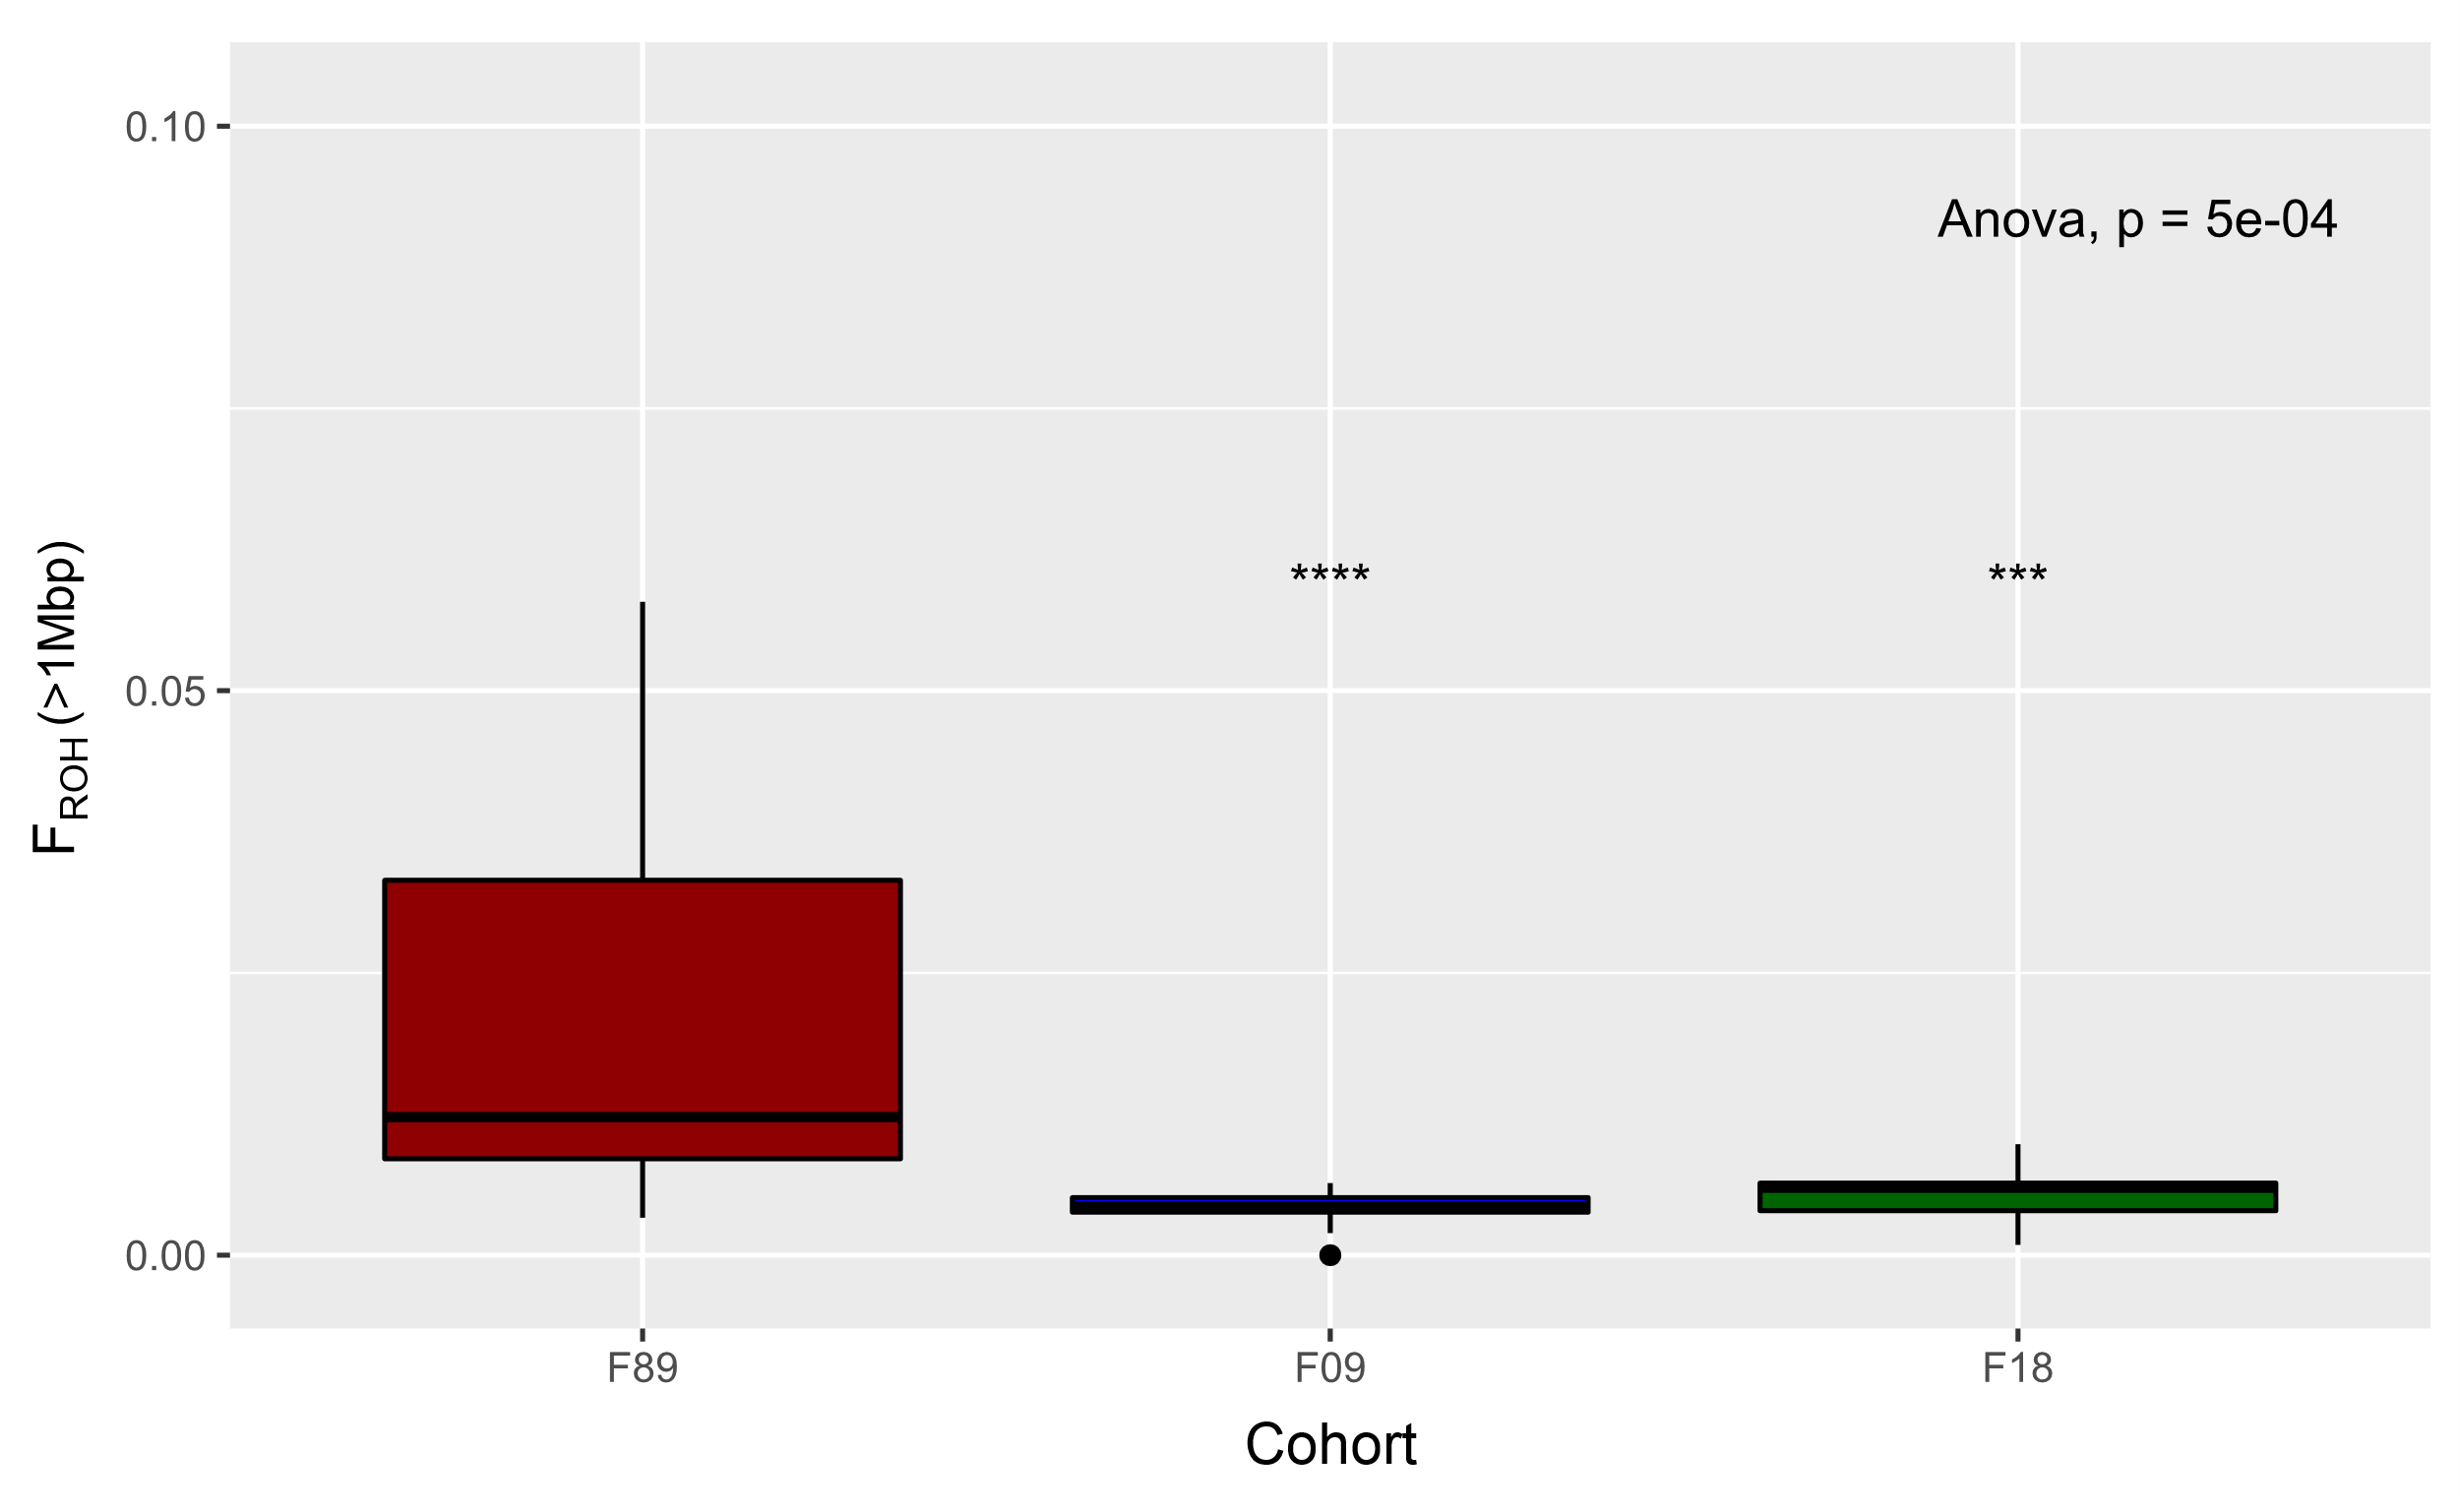 0.10
Anova, p = 5e-04
****
***
0.05
0.00
FROH (>1Mbp)
F89
F09
F18
Cohort